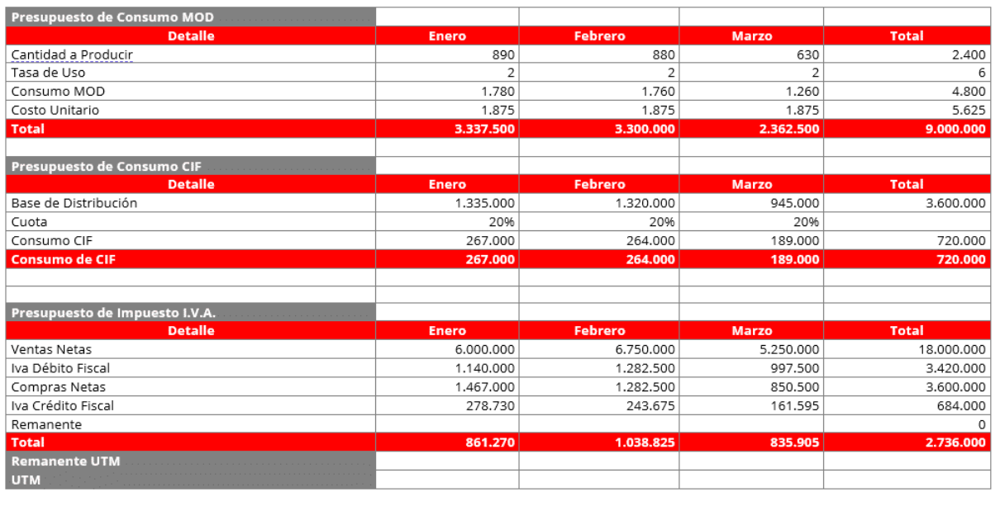 Presupuesto de Consumo MOD
Detalle Enero Febrero Marzo Total
Cantidad a Producir 890 880 630 2.400
Tasa de Uso 2 2 2 6
Consumo MOD 1.780 1.760 1.260 4.800
Costo Unitario 1.875 1.875 1.875 5.625
Total 3.337.500 3.300.000 2.362.500 9.000.000
Presupuesto de Consumo CIF
Detalle Enero Febrero Marzo Total
Base de Distribución 1.335.000 1.320.000 945.000 3.600.000
Cuota 20% 20% 20%
Consumo CIF 267.000 264.000 189.000 720.000
Consumo de CIF 267.000 264.000 189.000 720.000
Presupuesto de Impuesto I.V.A.
Detalle Enero Febrero Marzo Total
Ventas Netas 6.000.000 6.750.000 5.250.000 18.000.000
Iva Débito Fiscal 1.140.000 1.282.500 997.500 3.420.000
Compras Netas 1.467.000 1.282.500 850.500 3.600.000
Iva Crédito Fiscal 278.730 243.675 161.595 684.000
Remanente 0
Total 861.270 1.038.825 835.905 2.736.000
Remanente UTM
UTM